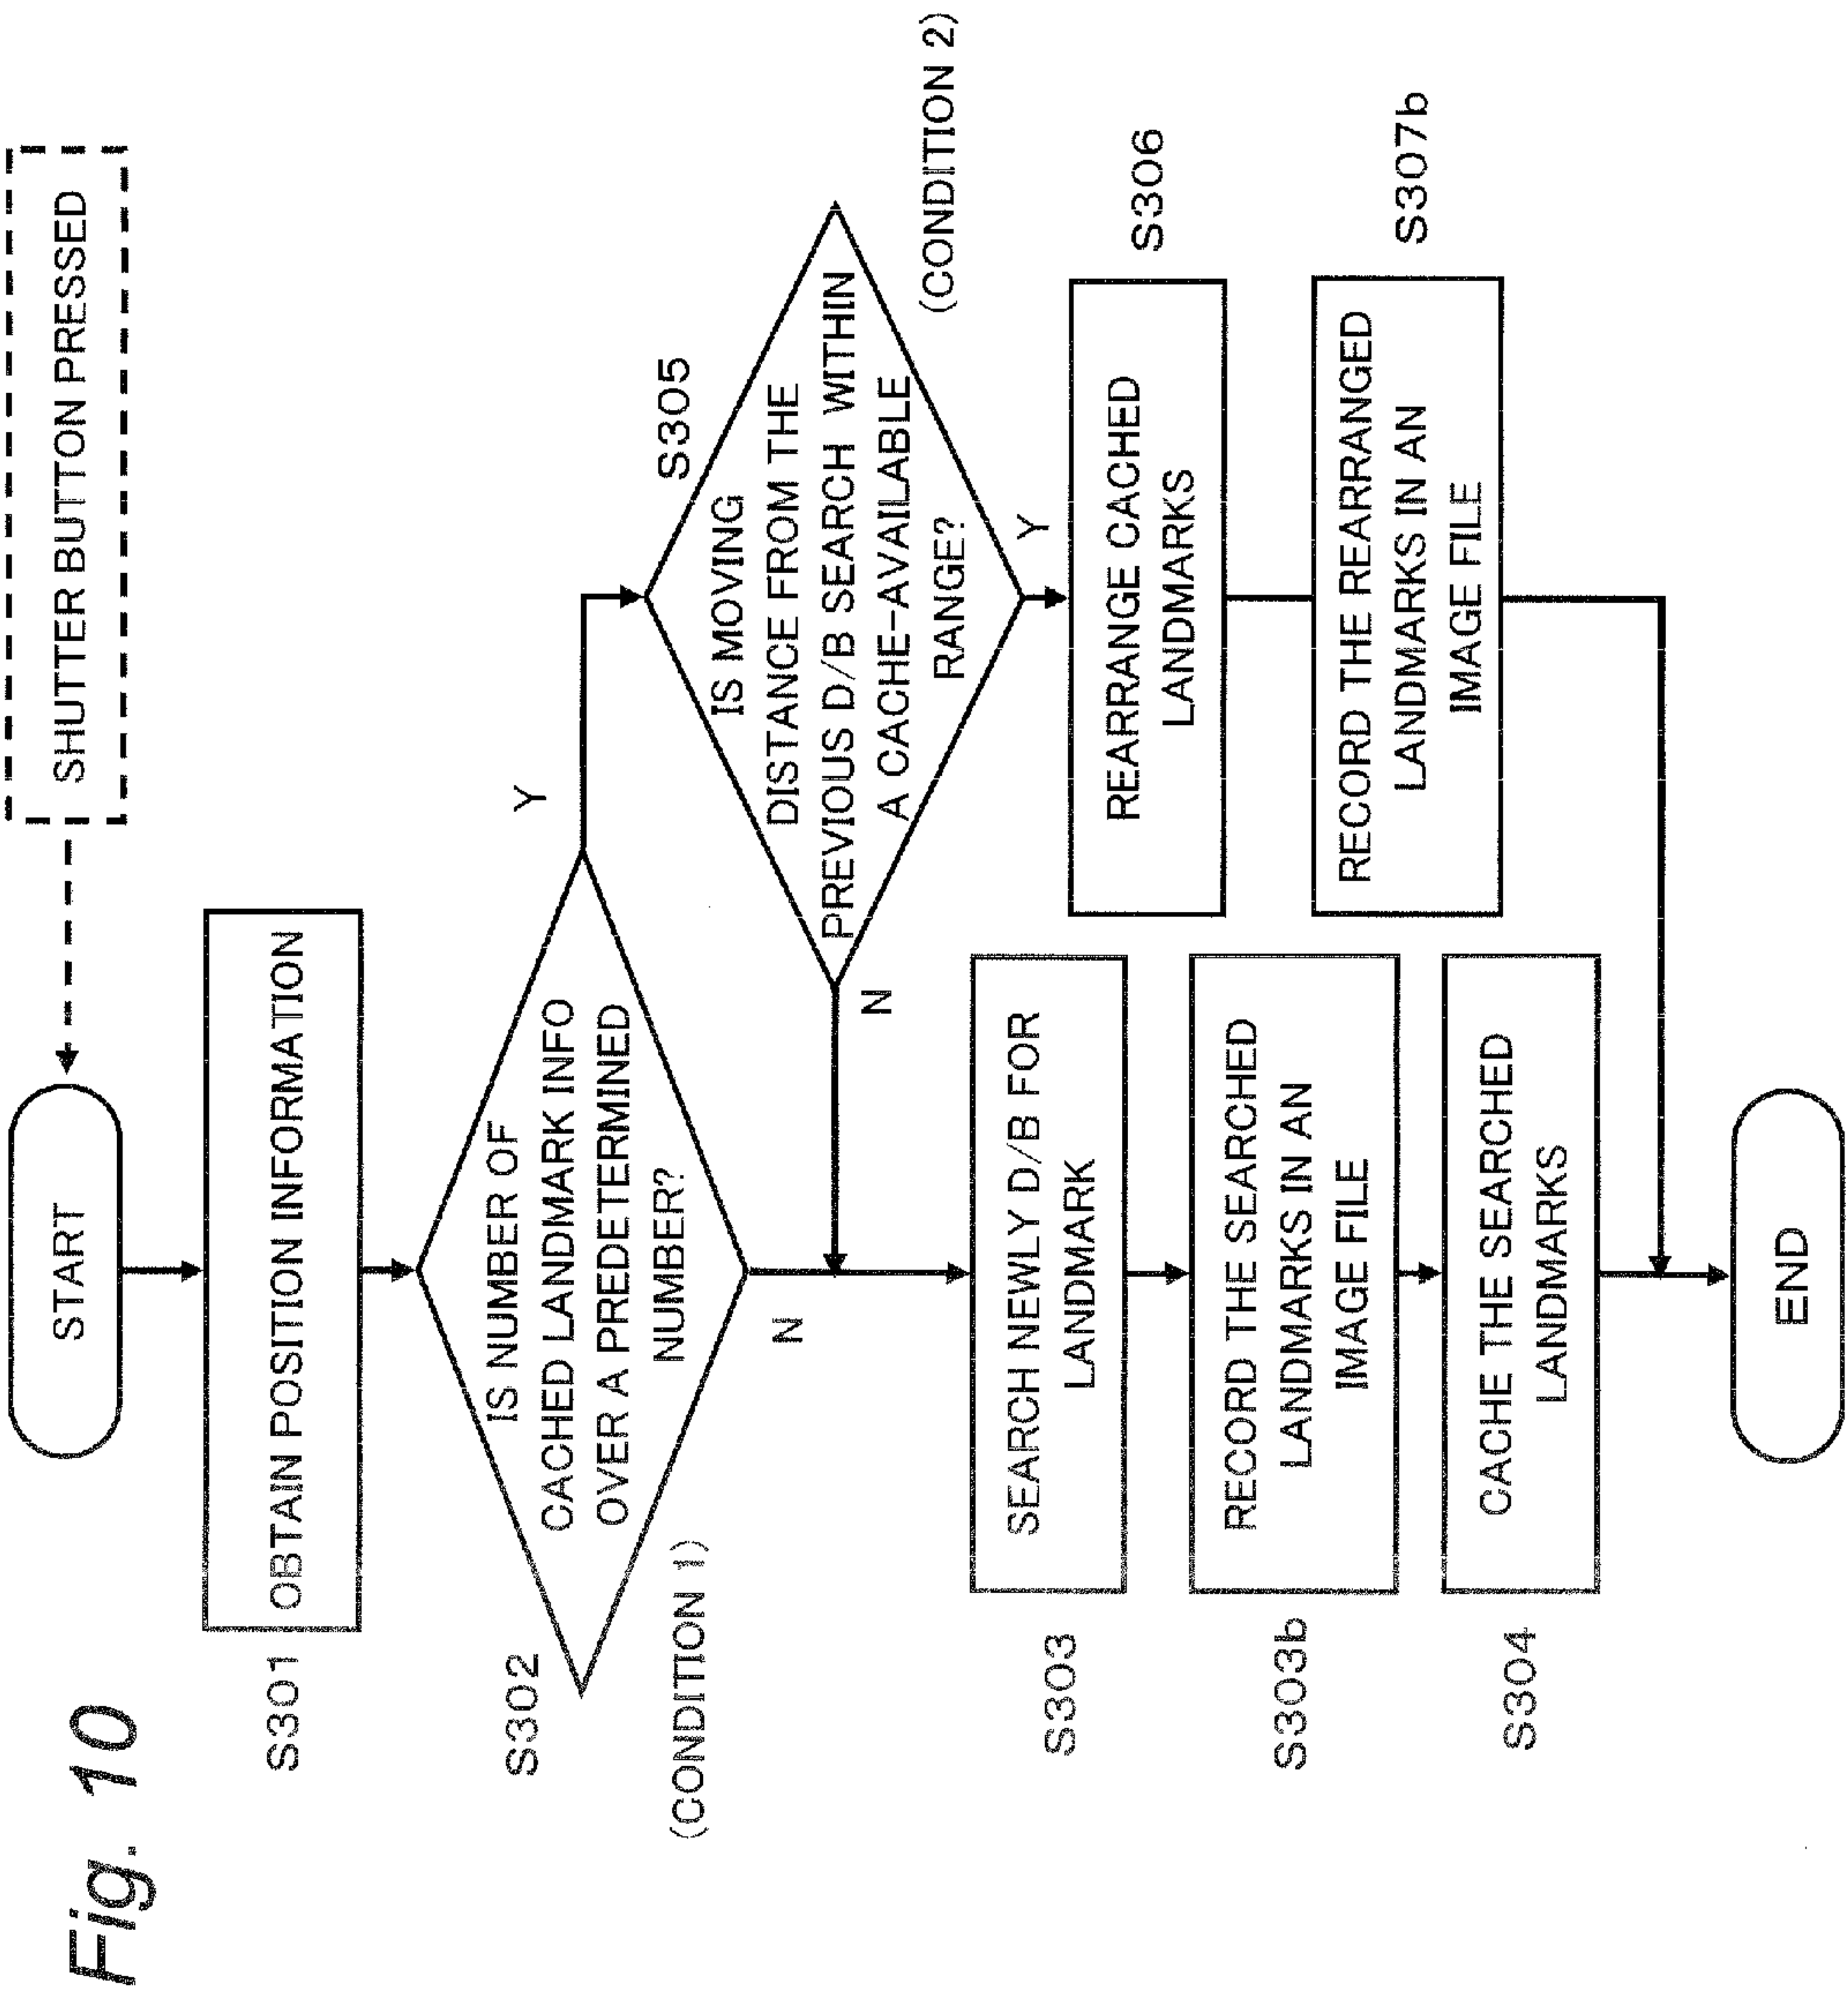 Fig. 10
START
SHUTTER BUTTON PRESSED
S301
OBTAIN POSITION INFORMATION
S302
IS NUMBER OF
CACHED LANDMARK INFO
OVER A PREDETERMINED
NUMBER?
(CONDITION 1)
Y
N
S305
IS MOVING
DISTANCE FROM THE
PREVIOUS D/B SEARCH WITHIN
A CACHE-AVAILABLE
RANGE?
(CONDITION 2)
N
Y
S303
SEARCH NEWLY D/B FOR
LANDMARK
S306
REARRANGE CACHED
LANDMARKS
S303b
RECORD THE SEARCHED
LANDMARKS IN AN
IMAGE FILE
S307b
RECORD THE REARRANGED
LANDMARKS IN AN
IMAGE FILE
S304
CACHE THE SEARCHED
LANDMARKS
END